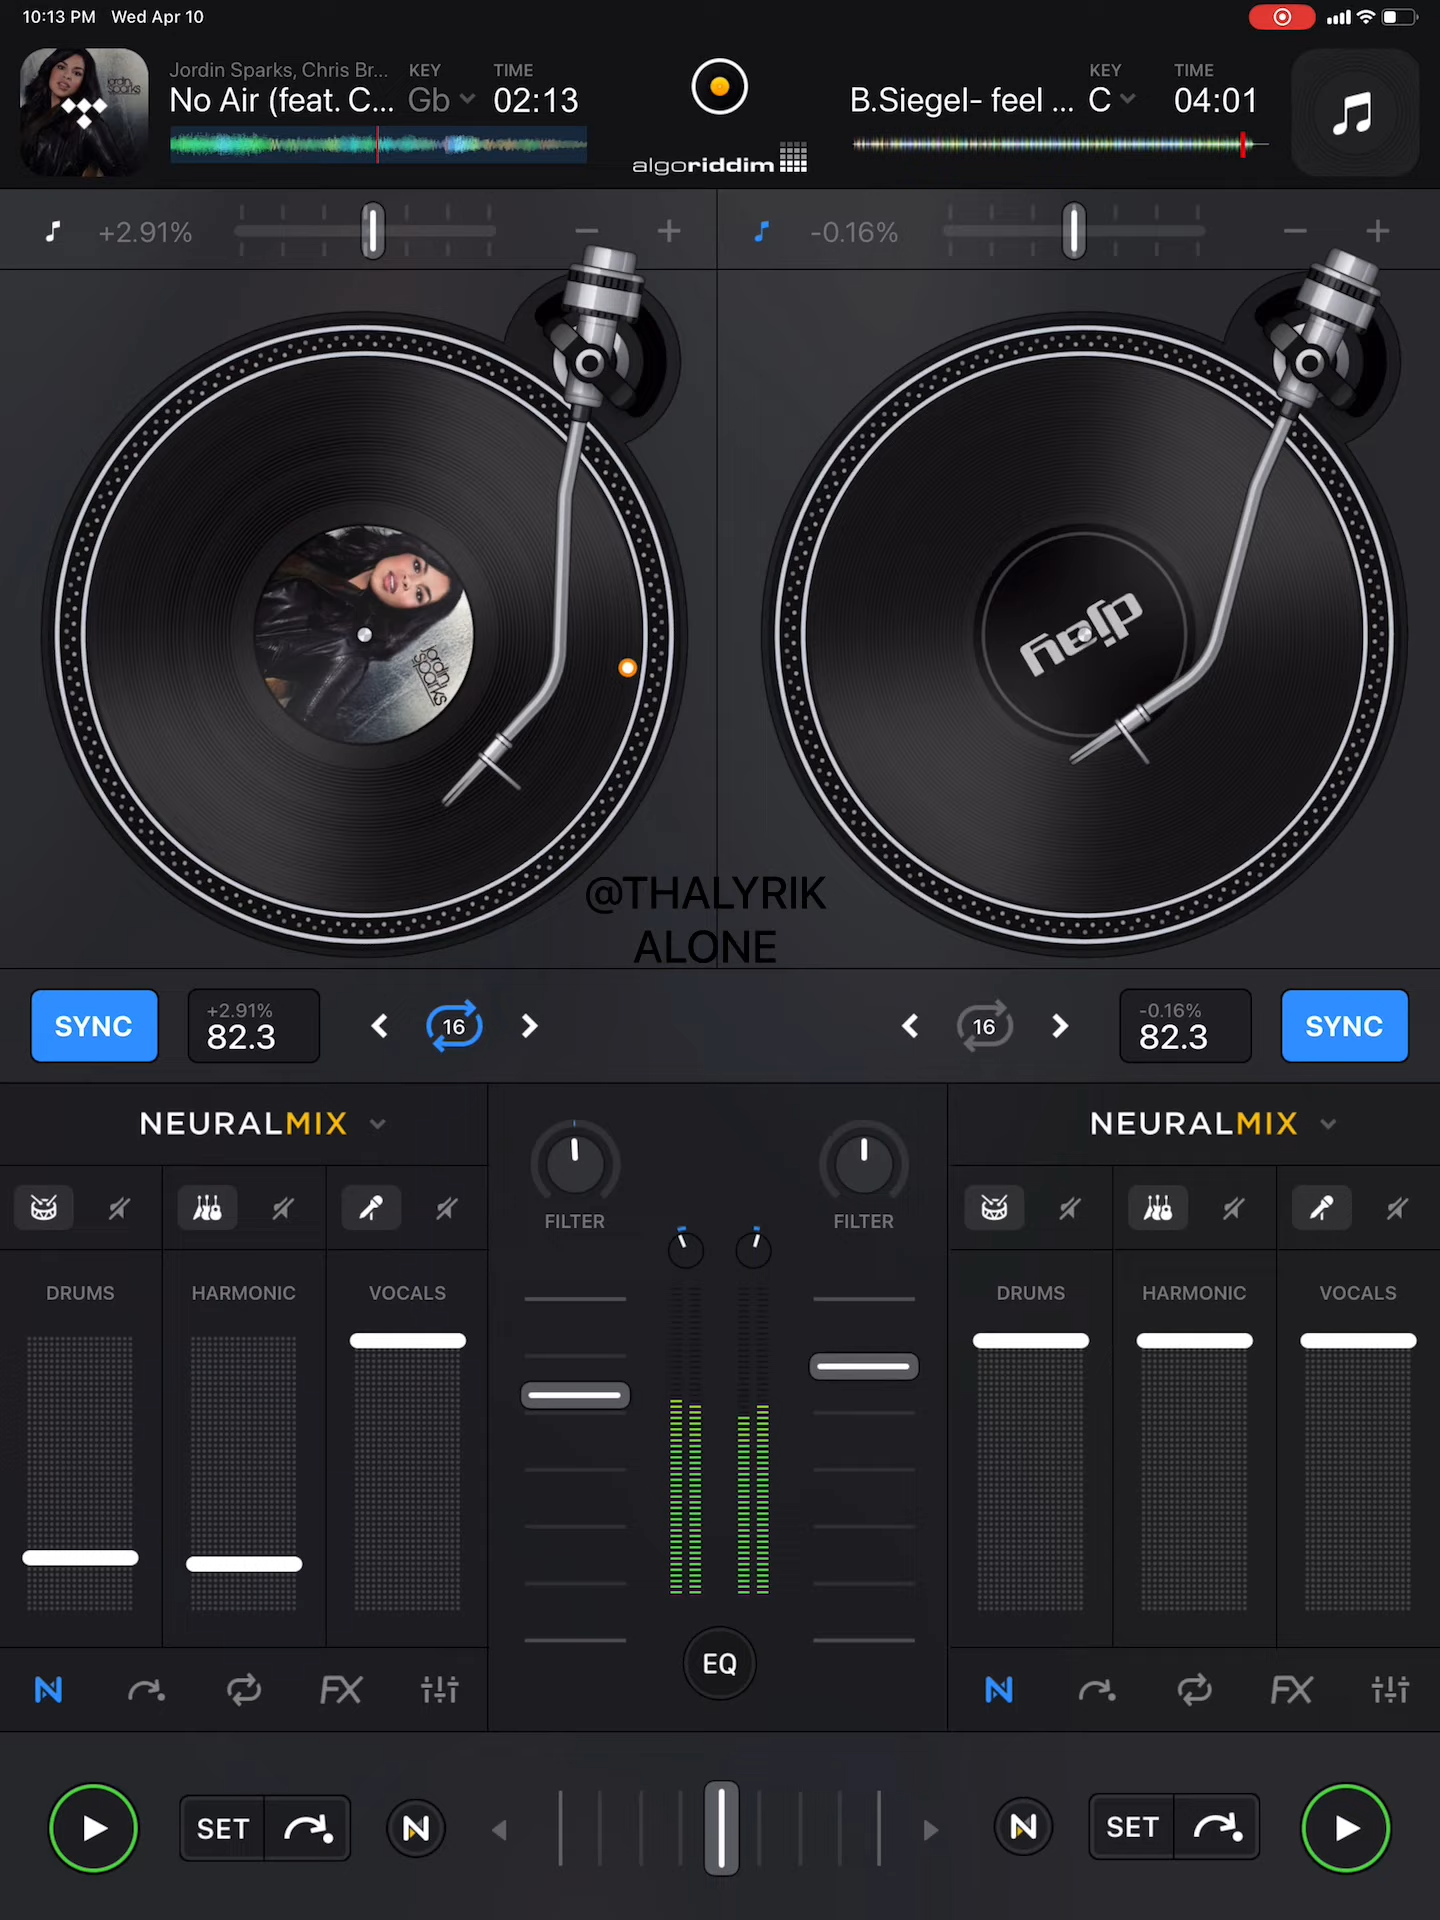 10:13 PM Wed Apr 10
Jordin Sparks, Chris Br... KEY TIME
No Air (feat. C... Gb 02:13
KEY TIME
B.Siegel- feel ... C 04:01
algoriddim
+2.91%
-0.16%
jordin
sparks
djay
@THALYRIK
ALONE
SYNC
+2.91%
82.3
16
16
-0.16%
82.3
SYNC
NEURALMIX
NEURALMIX
FILTER
FILTER
DRUMS HARMONIC VOCALS
DRUMS HARMONIC VOCALS
EQ
FX
FX
SET
SET